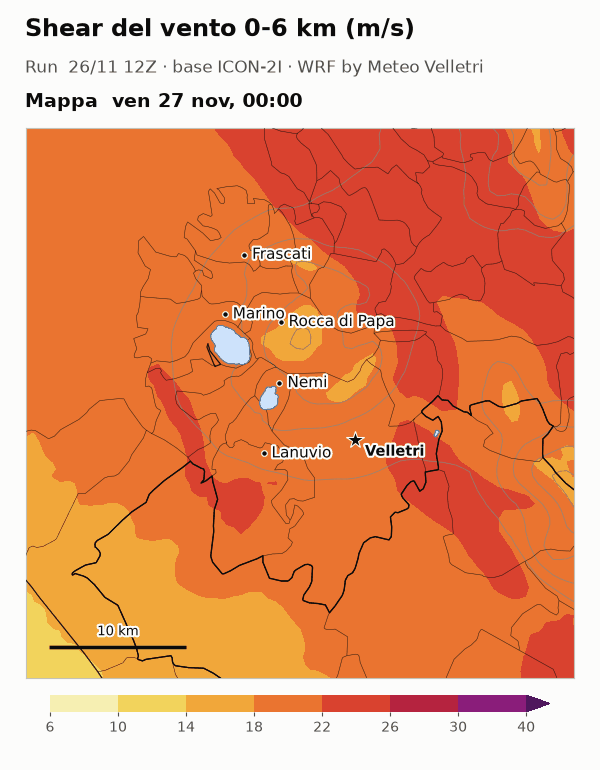 Shear del vento 0-6 km (m/s)
Run  26/11 12Z · base ICON-2I · WRF by Meteo Velletri
Mappa  ven 27 nov, 00:00
Frascati
Marino
Rocca di Papa
Nemi
Velletri
Lanuvio
10 km
6 10 14 18 22 26 30 40